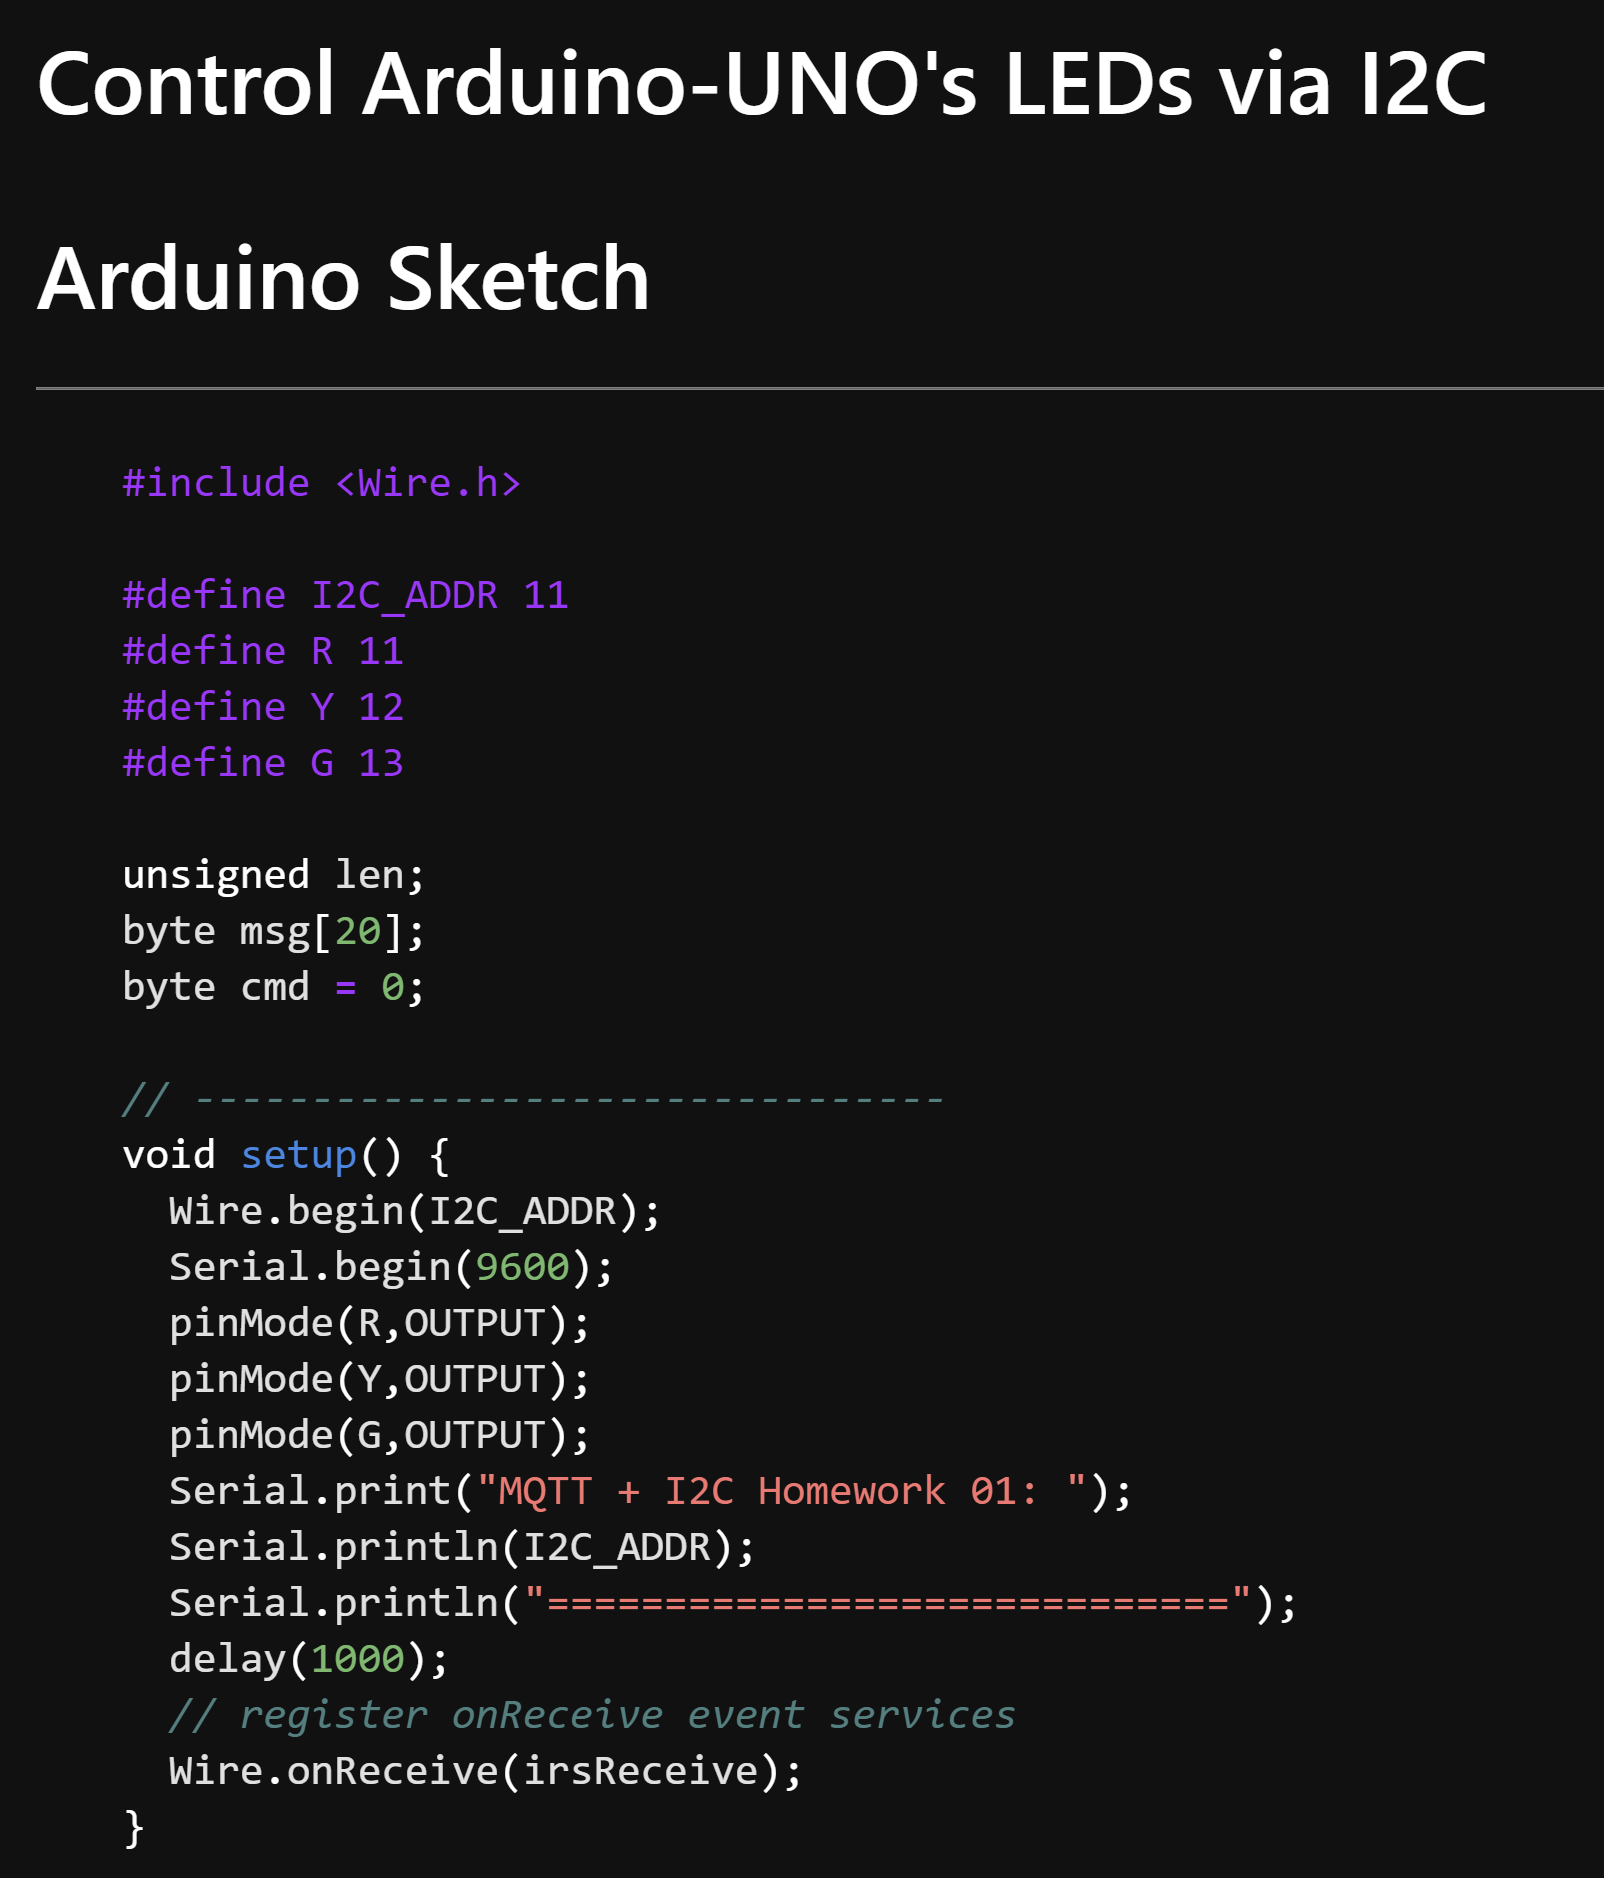 Control Arduino-UNO's LEDs via I2C
Arduino Sketch
#include <Wire.h>
#define I2C_ADDR 11
#define R 11
#define Y 12
#define G 13
unsigned len;
byte msg[20];
byte cmd = 0;
// --------------------------------
void setup() {
  Wire.begin(I2C_ADDR);
  Serial.begin(9600);
  pinMode(R,OUTPUT);
  pinMode(Y,OUTPUT);
  pinMode(G,OUTPUT);
  Serial.print("MQTT + I2C Homework 01: ");
  Serial.println(I2C_ADDR);
  Serial.println("=============================");
  delay(1000);
  // register onReceive event services
  Wire.onReceive(irsReceive);
}